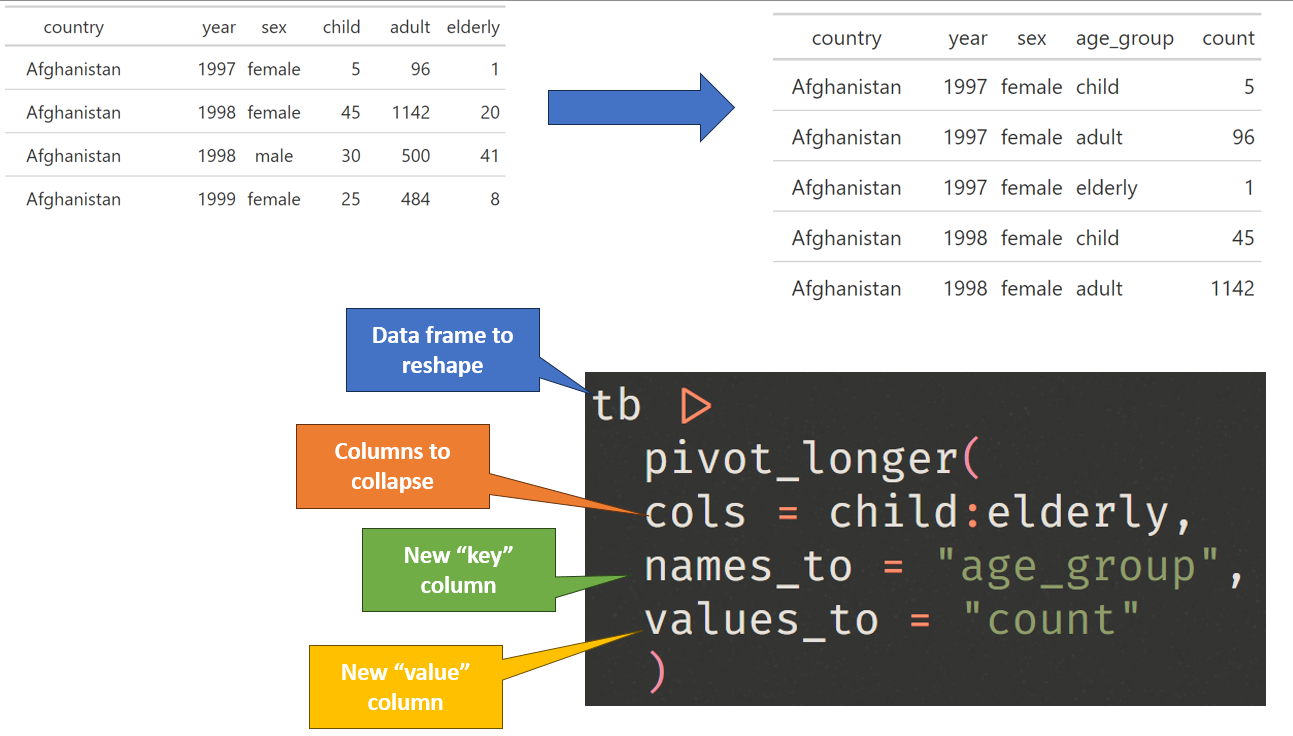 country year sex child adult elderly
Afghanistan 1997 female 5 96 1
Afghanistan 1998 female 45 1142 20
Afghanistan 1998 male 30 500 41
Afghanistan 1999 female 25 484 8
country year sex age_group count
Afghanistan 1997 female child 5
Afghanistan 1997 female adult 96
Afghanistan 1997 female elderly 1
Afghanistan 1998 female child 45
Afghanistan 1998 female adult 1142
Data frame to
reshape
Columns to
collapse
New “key”
column
New “value”
column
tb |>
pivot_longer(
cols = child:elderly,
names_to = "age_group",
values_to = "count"
)